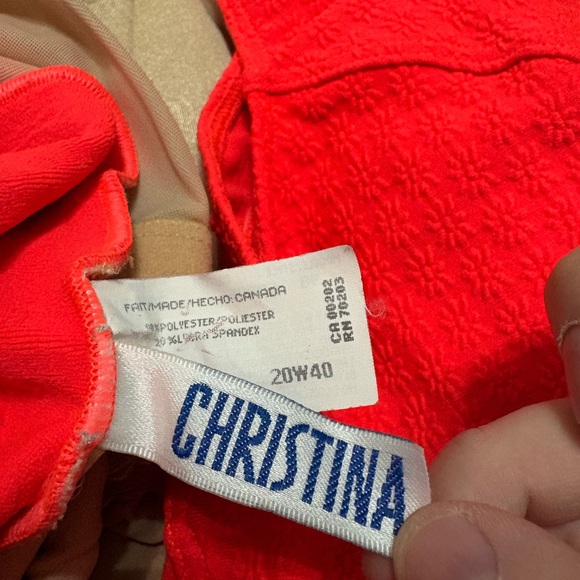 FAIT/MADE/HECHO:CANADA
POLYESTER/POLIESTER
20%LYCRA SPANDEX
20W40
CA 00202
RN 70203
CHRISTINA